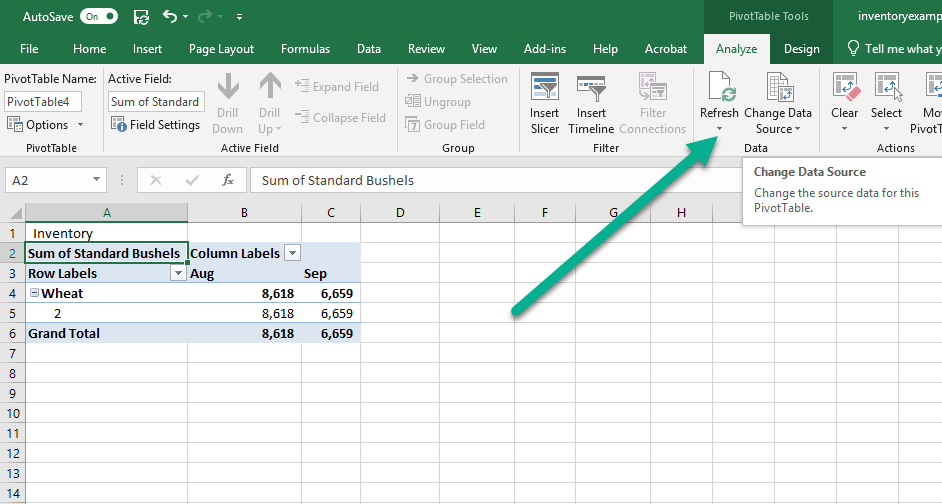 AutoSave On PivotTable Tools inventoryexamp
File Home Insert Page Layout Formulas Data Review View Add-ins Help Acrobat Analyze Design Tell me what y
PivotTable Name:
PivotTable4
Options
PivotTable
Active Field:
Sum of Standard
Field Settings
Drill
Down
Drill
Up
Expand Field
Collapse Field
Active Field
Group Selection
Ungroup
Group Field
Group
Insert
Slicer
Insert
Timeline
Filter
Connections
Filter
Refresh
Change Data
Source
Data
Clear
Select
Mov
PivotT
Actions
Change Data Source
Change the source data for this
PivotTable.
A2 fx Sum of Standard Bushels
A B C D E F G H
1 Inventory
2 Sum of Standard Bushels Column Labels
3 Row Labels Aug Sep
4 Wheat 8,618 6,659
5 2 8,618 6,659
6 Grand Total 8,618 6,659
7
8
9
10
11
12
13
14